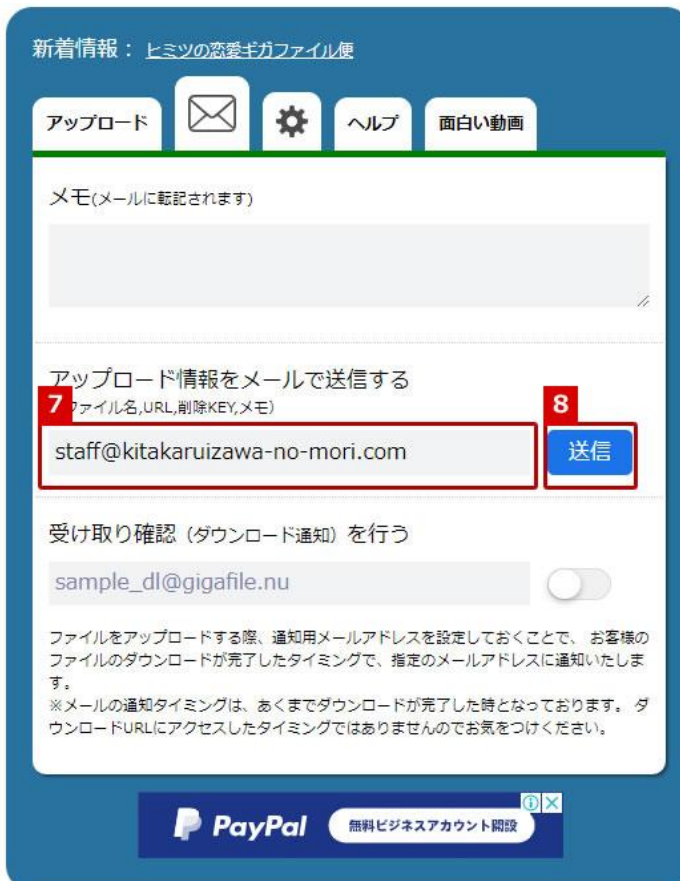 新着情報： ヒミツの恋愛ギガファイル便
アップロード
ヘルプ
面白い動画
メモ(メールに転記されます)
アップロード情報をメールで送信する
7
ファイル名,URL,削除KEY,メモ)
8
staff@kitakaruizawa-no-mori.com
送信
受け取り確認（ダウンロード通知）を行う
sample_dl@gigafile.nu
ファイルをアップロードする際、通知用メールアドレスを設定しておくことで、 お客様の
ファイルのダウンロードが完了したタイミングで、指定のメールアドレスに通知いたしま
す。
※メールの通知タイミングは、あくまでダウンロードが完了した時となっております。 ダ
ウンロードURLにアクセスしたタイミングではありませんのでお気をつけください。
PayPal
無料ビジネスアカウント開設